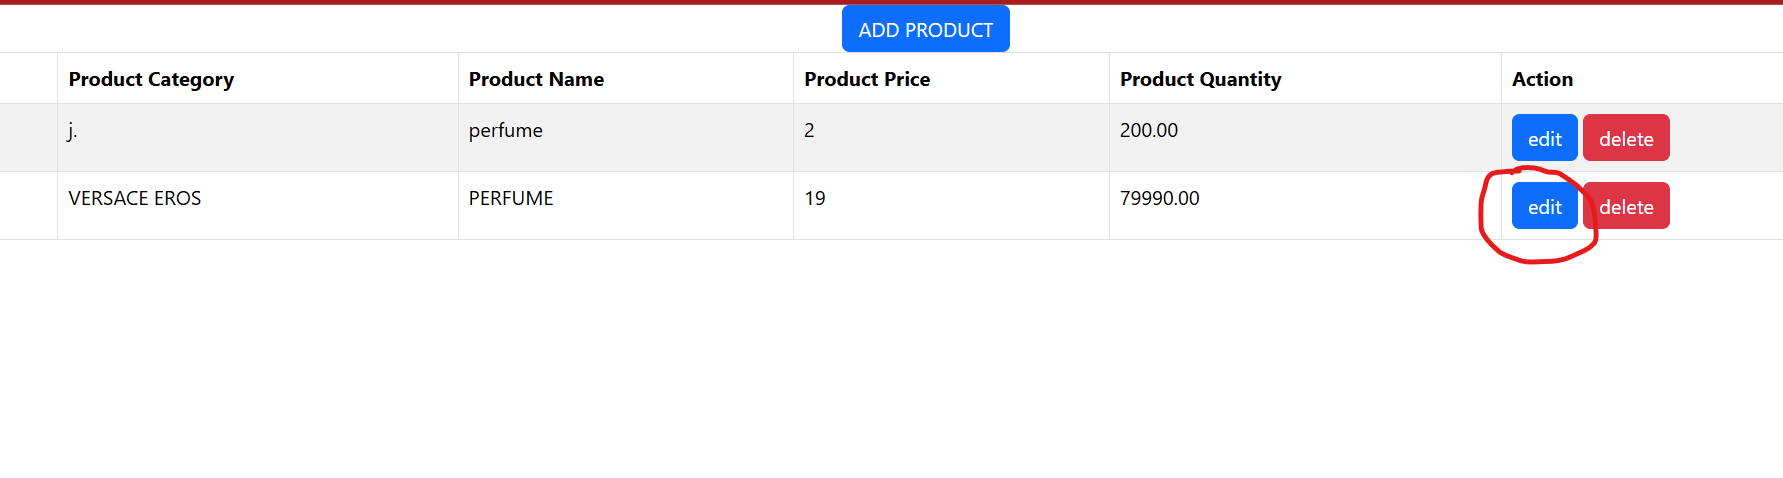 ADD PRODUCT
Product Category Product Name Product Price Product Quantity Action
j. perfume 2 200.00 edit delete
VERSACE EROS PERFUME 19 79990.00 edit delete